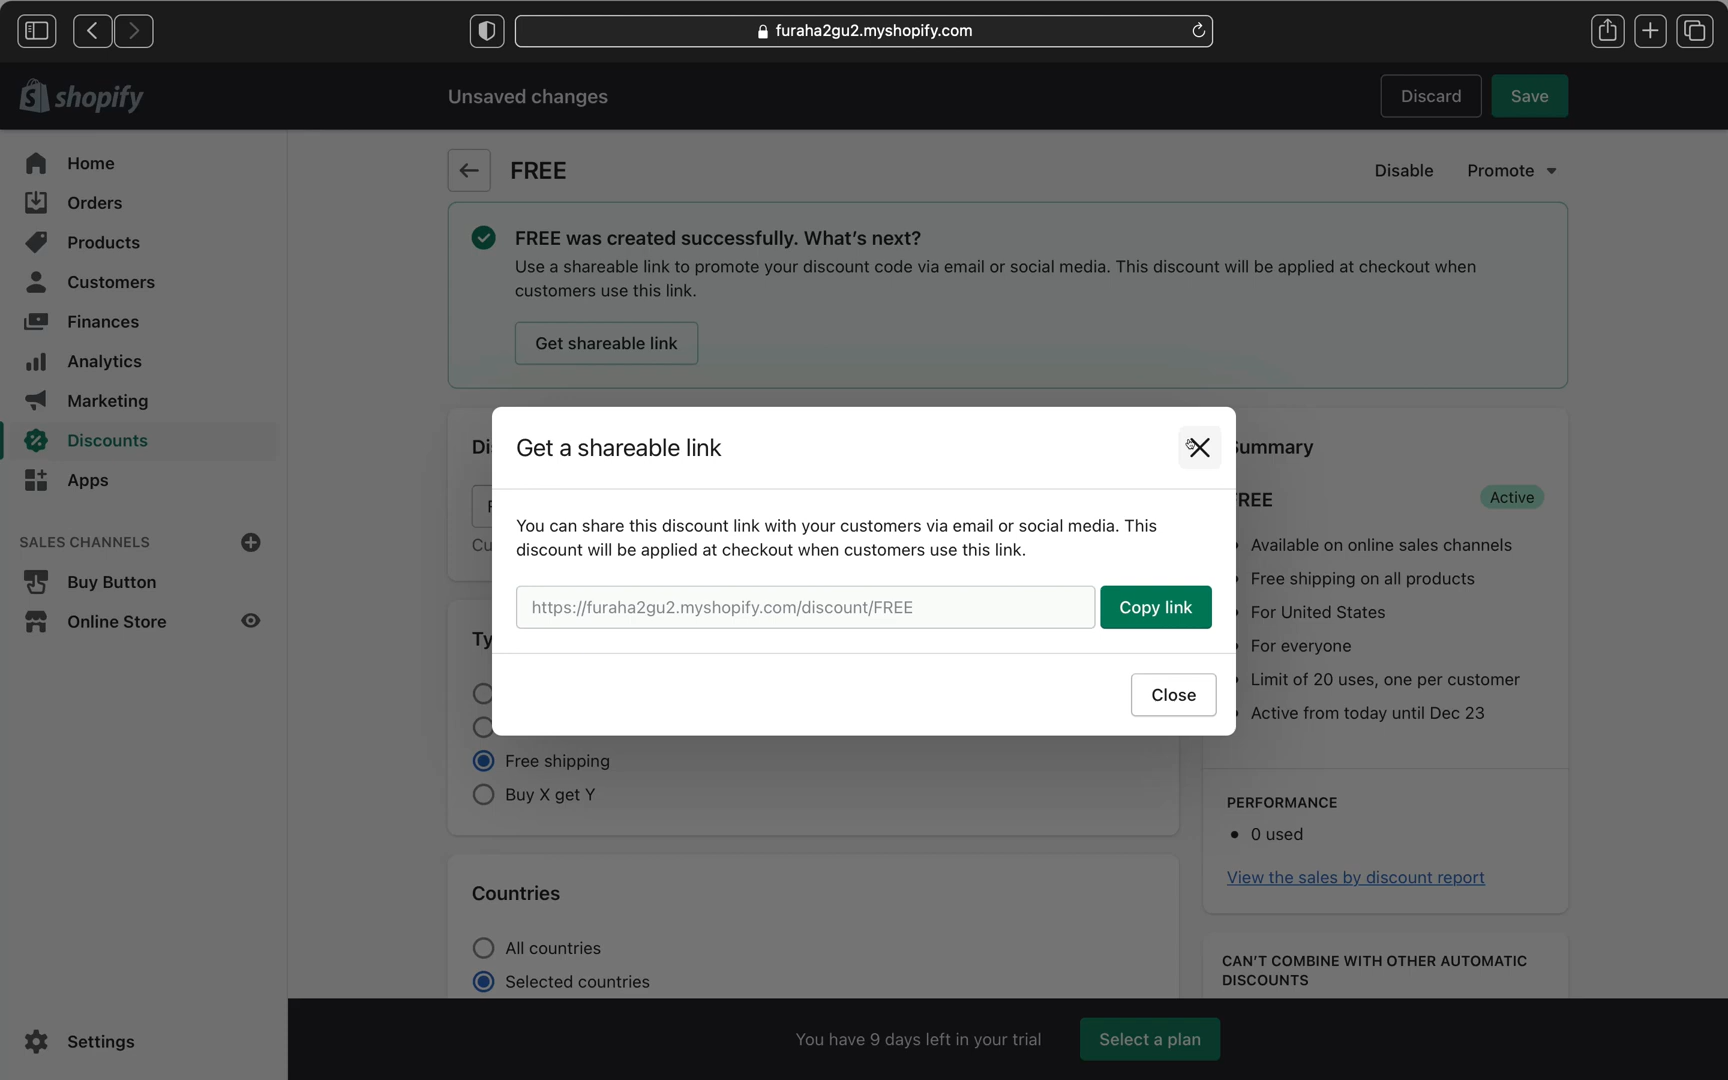 furaha2gu2.myshopify.com
shopify
Unsaved changes
Discard
Save
Home
Orders
Products
Customers
Finances
Analytics
Marketing
Discounts
Apps
SALES CHANNELS
Buy Button
Online Store
Settings
FREE
Disable
Promote
FREE was created successfully. What's next?
Use a shareable link to promote your discount code via email or social media. This discount will be applied at checkout when
customers use this link.
Get shareable link
Get a shareable link
You can share this discount link with your customers via email or social media. This
discount will be applied at checkout when customers use this link.
https://furaha2gu2.myshopify.com/discount/FREE
Copy link
Close
Free shipping
Buy X get Y
Countries
All countries
Selected countries
Summary
FREE
Active
Available on online sales channels
Free shipping on all products
For United States
For everyone
Limit of 20 uses, one per customer
Active from today until Dec 23
PERFORMANCE
0 used
View the sales by discount report
CAN'T COMBINE WITH OTHER AUTOMATIC
DISCOUNTS
You have 9 days left in your trial
Select a plan